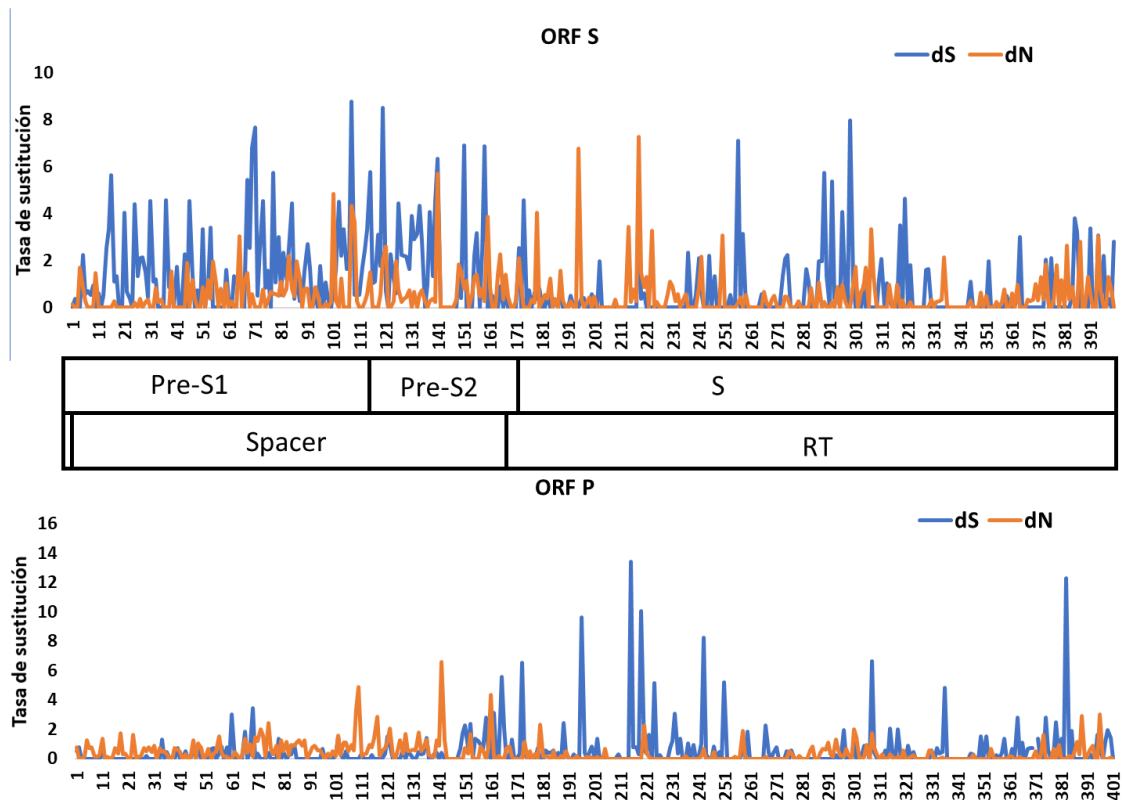 ORF S
dS dN
Tasa de sustitución
10
8
6
4
2
0
1 11 21 31 41 51 61 71 81 91 101 111 121 131 141 151 161 171 181 191 201 211 221 231 241 251 261 271 281 291 301 311 321 331 341 351 361 371 381 391
Pre-S1 Pre-S2 S
Spacer RT
ORF P
dS dN
Tasa de sustitución
16
14
12
10
8
6
4
2
0
1 11 21 31 41 51 61 71 81 91 101 111 121 131 141 151 161 171 181 191 201 211 221 231 241 251 261 271 281 291 301 311 321 331 341 351 361 371 381 391 401